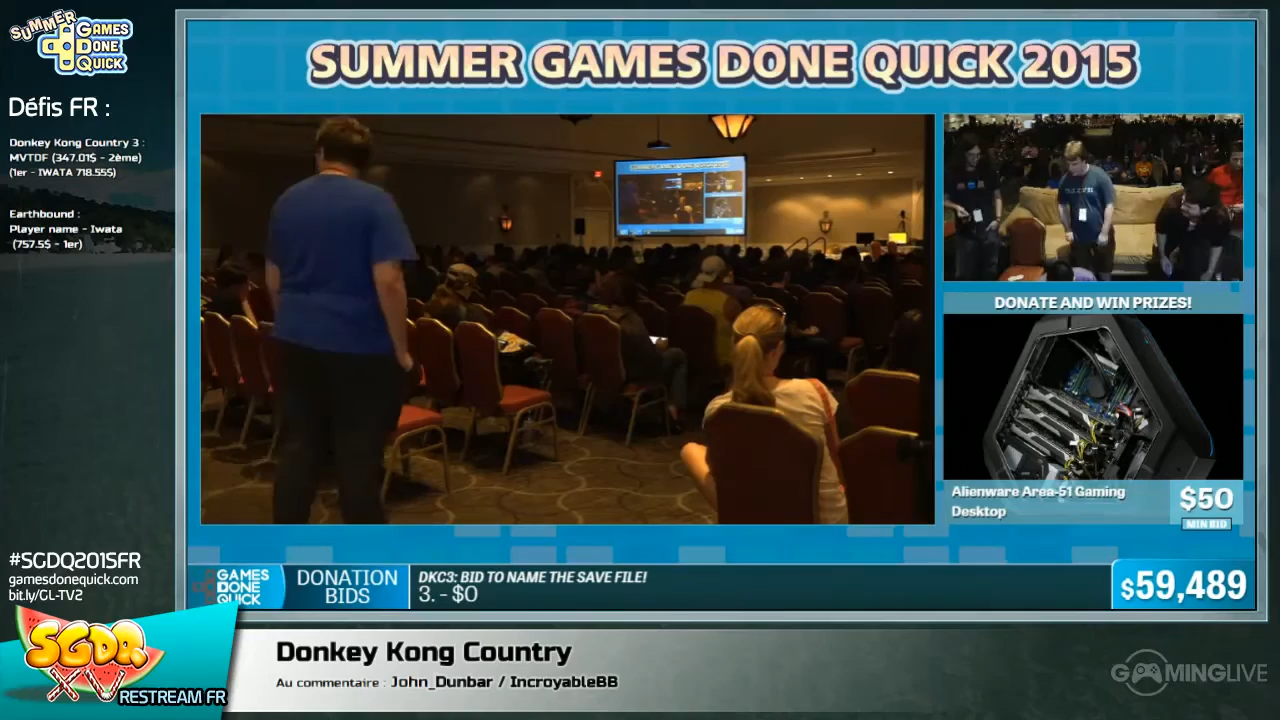 SUMMER
GAMES
DONE
QUICK
Défis FR :
Donkey Kong Country 3 :
MVTDF (347.01$ - 2ème)
(1er - IWATA 718.55$)
Earthbound :
Player name - Iwata
(757.5$ - 1er)
#SGDQ2015FR
gamesdonequick.com
bit.ly/GL-TV2
SGDQ
XV
RESTREAM FR
SUMMER GAMES DONE QUICK 2015
DONATE AND WIN PRIZES!
Alienware Area-51 Gaming
Desktop
$50
MIN BID
GAMES
DONE
QUICK
DONATION
BIDS
DKC3: BID TO NAME THE SAVE FILE!
3. - $0
$59,489
Donkey Kong Country
Au commentaire : John_Dunbar / IncroyableBB
GAMINGLIVE